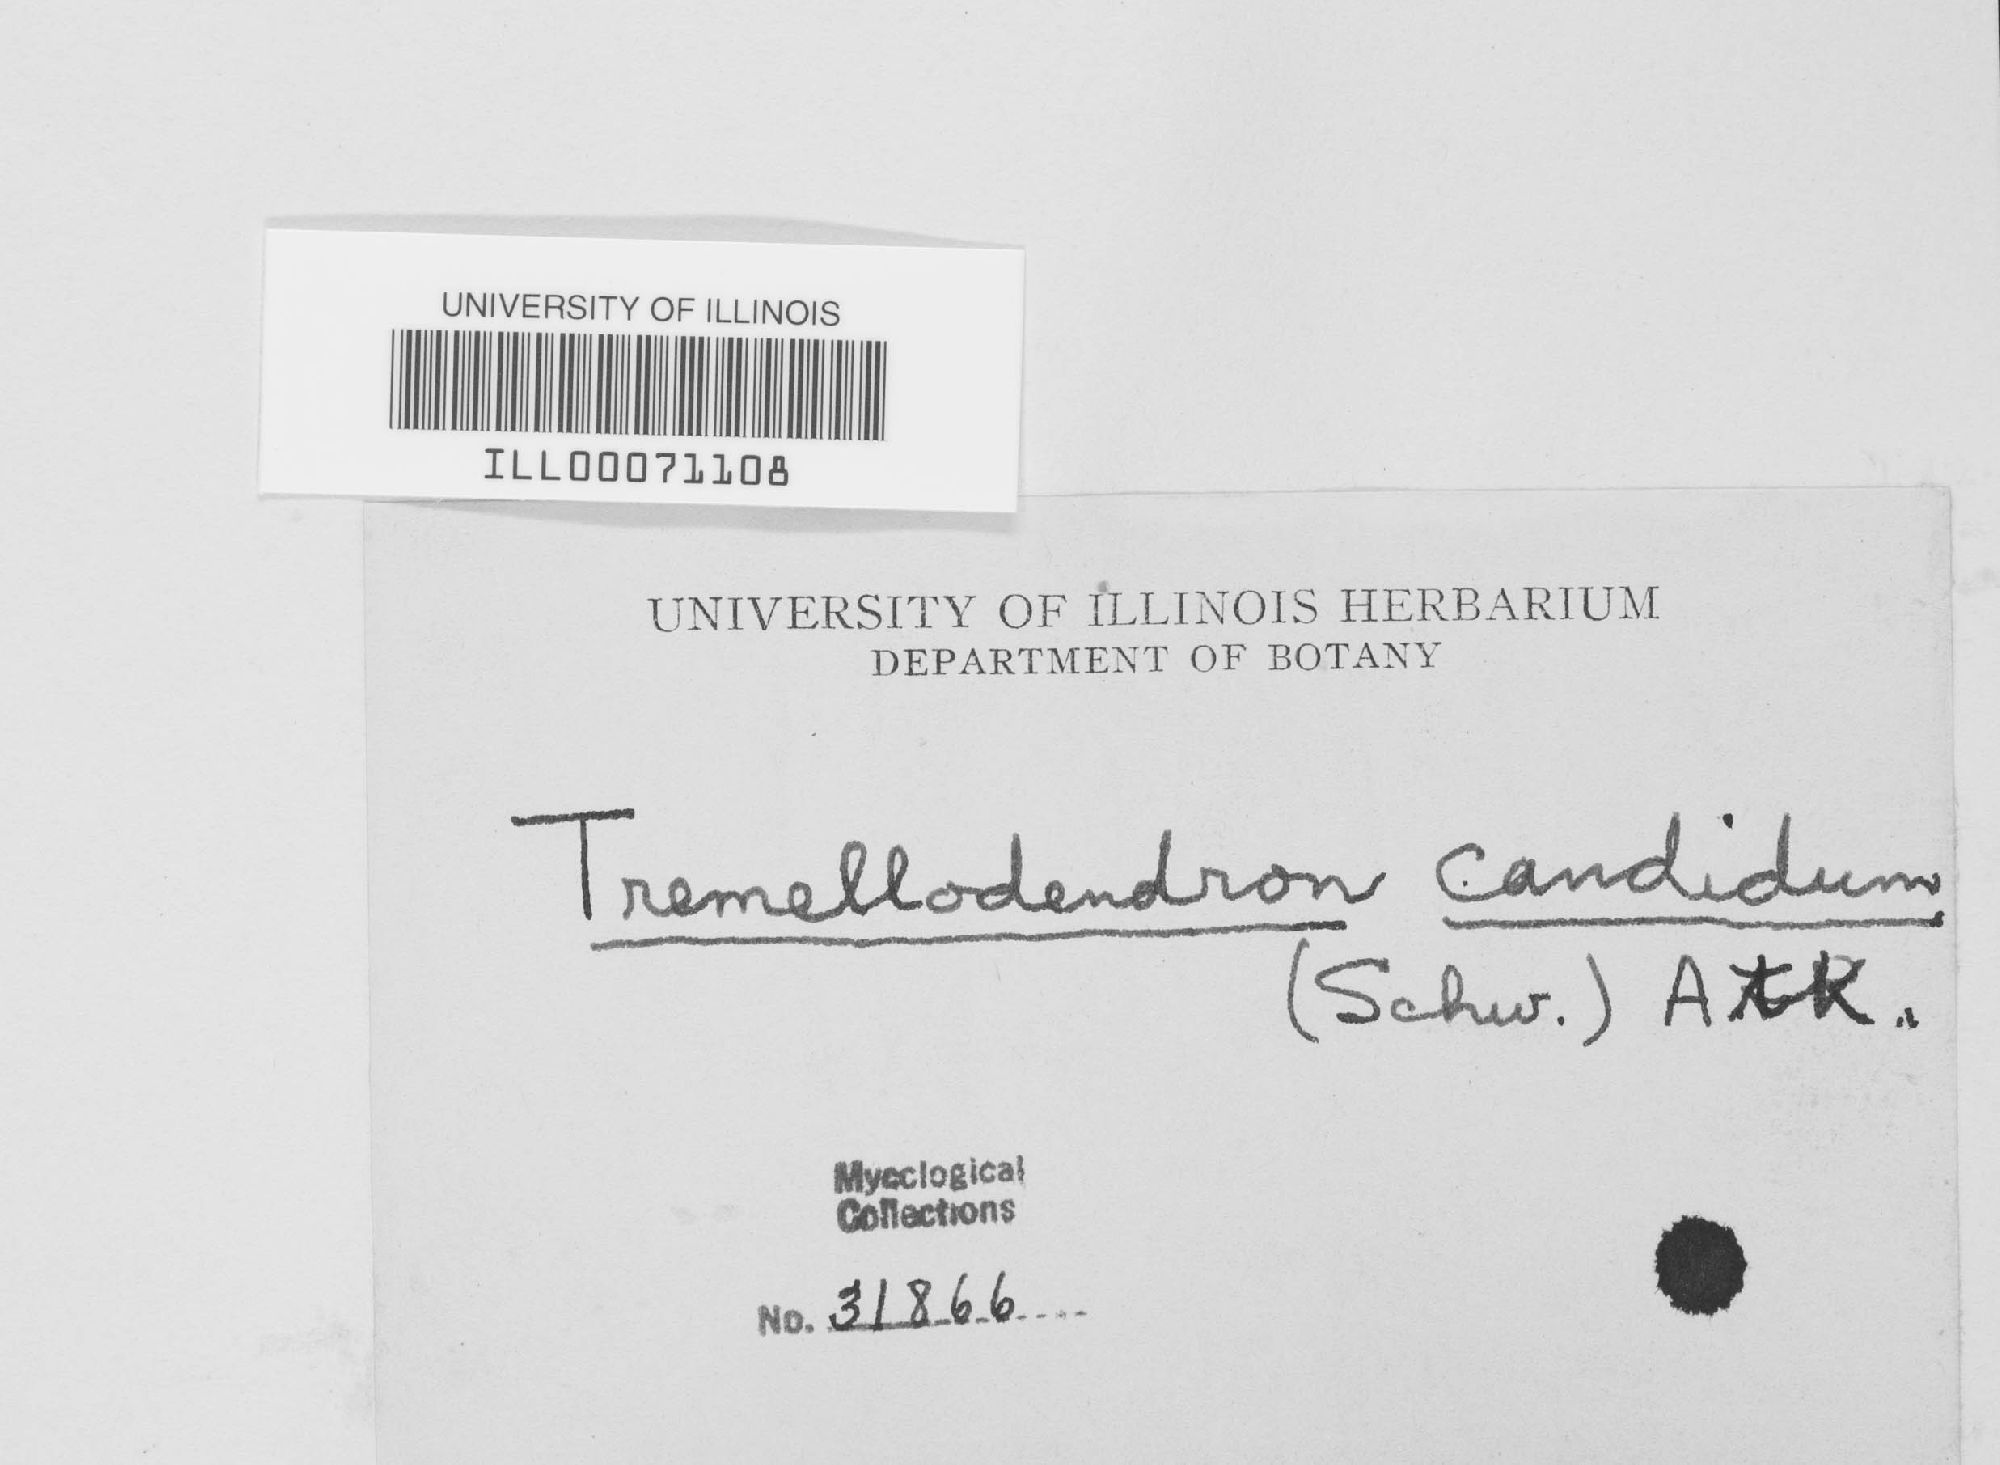 UNIVERSITY OF ILLINOIS
ILL00071108
UNIVERSITY OF ILLINOIS HERBARIUM
DEPARTMENT OF BOTANY
Tremellodendron candidum
(Schw.) Atk.
Mycological
Collections
No. 31866